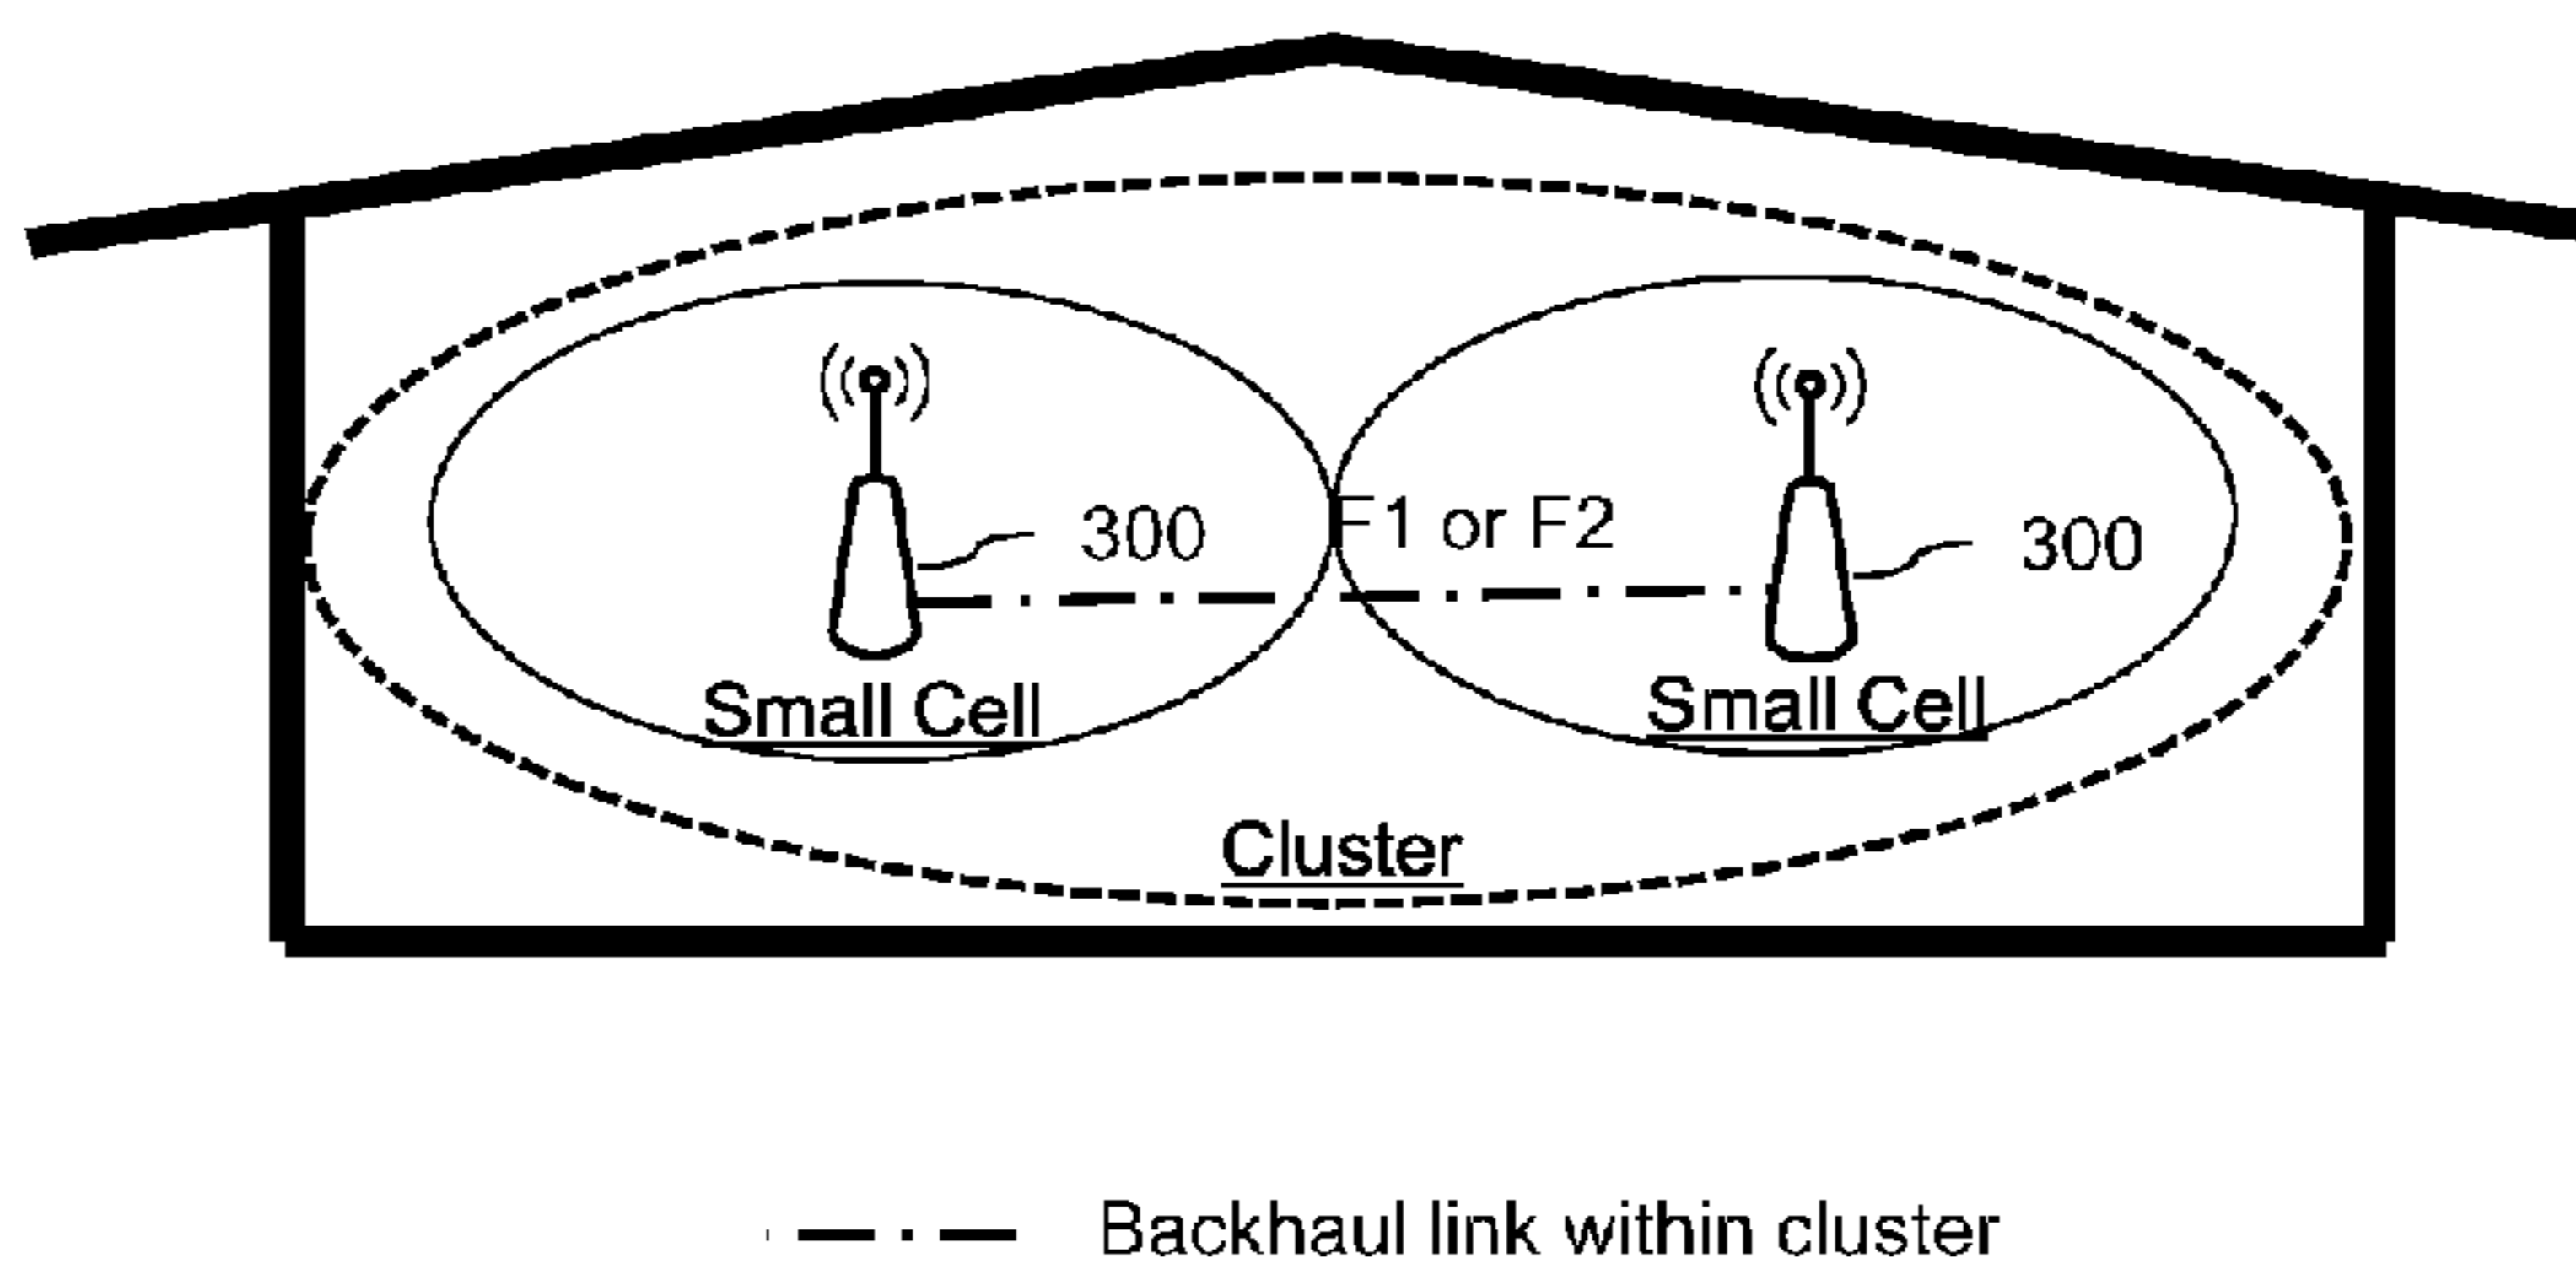 300
F1 or F2
300
Small Cell
Small Cell
Cluster
Backhaul link within cluster